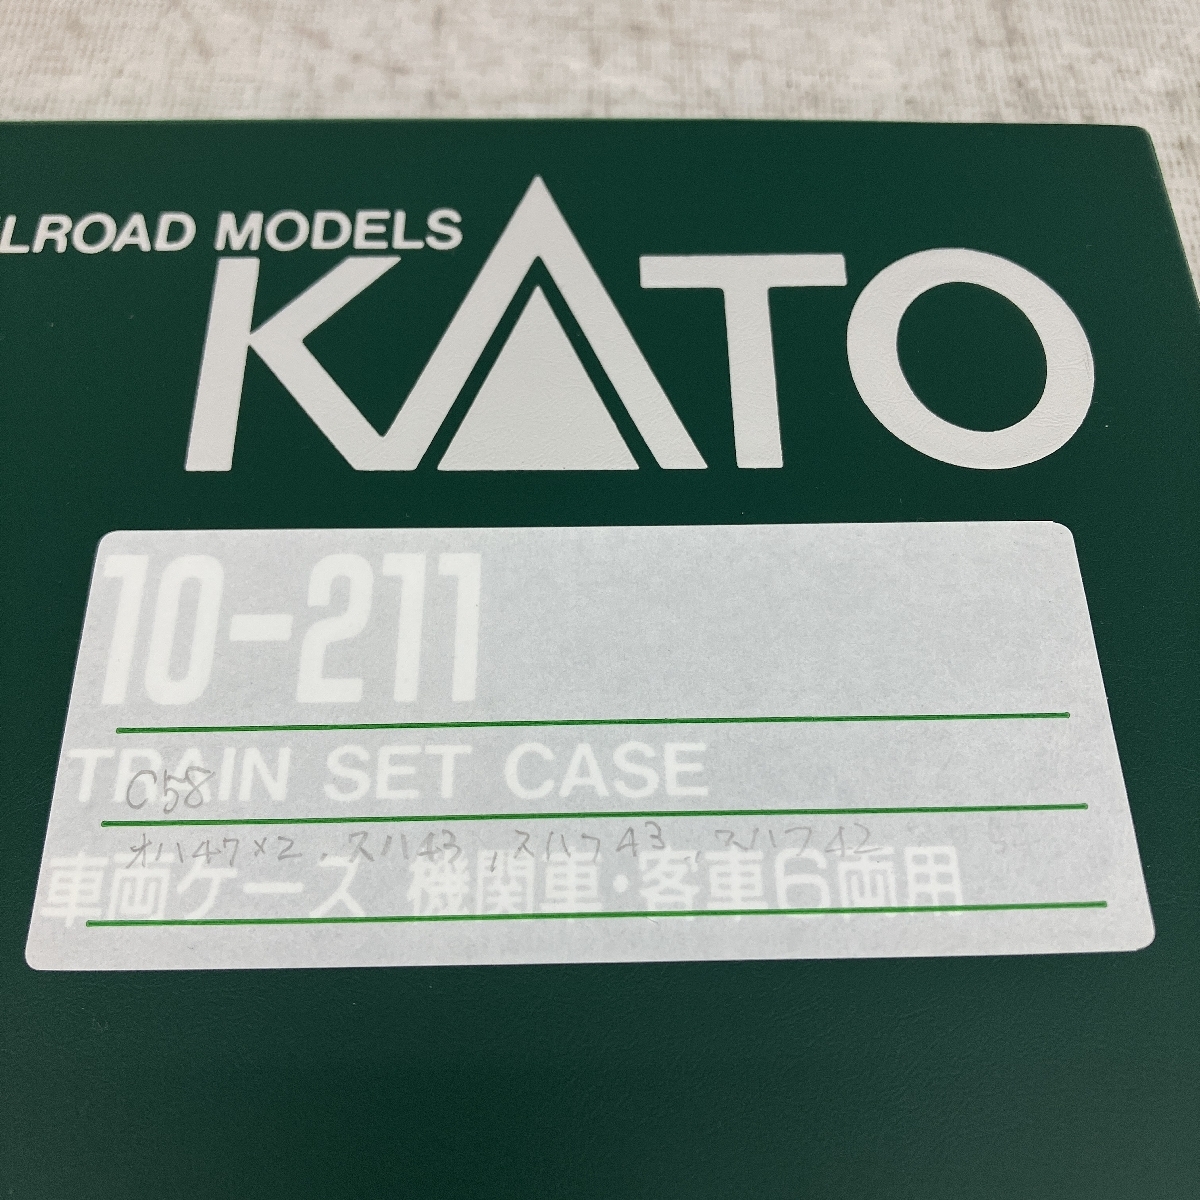 ILROAD MODELS
KATO
10-211
TRAIN SET CASE
C58
オハ47×2、スハ43、スハフ43、スハフ42
車両ケース 機関車・客車6両用